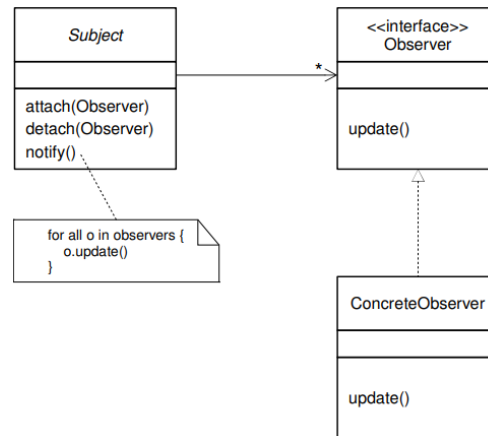 Subject
attach(Observer)
detach(Observer)
notify()
for all o in observers {
o.update()
}
*
<<interface>>
Observer
update()
ConcreteObserver
update()